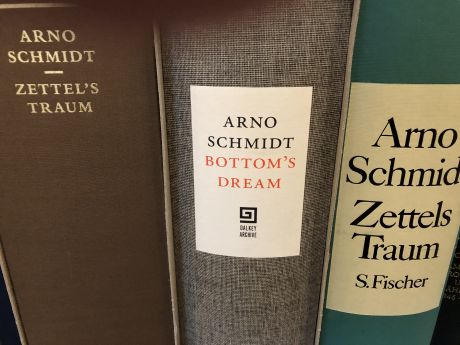 ARNO
SCHMIDT
ZETTEL'S
TRAUM
ARNO
SCHMIDT
BOTTOM'S
DREAM
DALKEY
ARCHIVE
Arno
Schmid
Zettels
Traum
S. Fischer